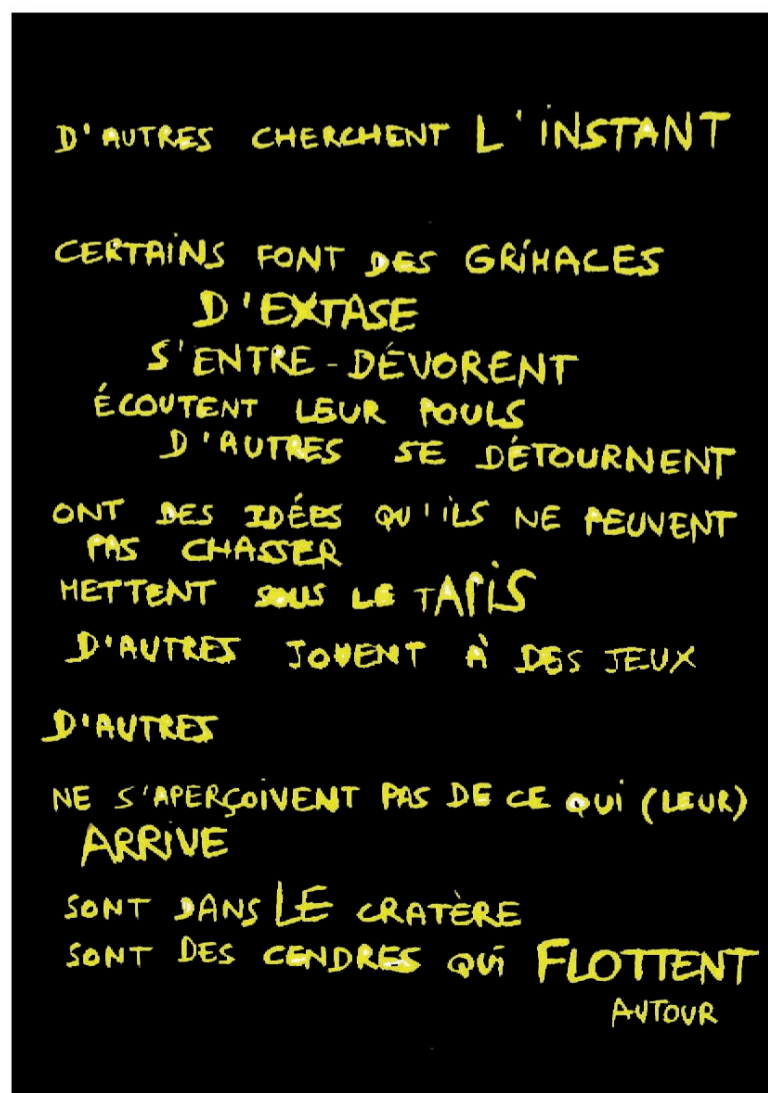 D'AUTRES CHERCHENT L'INSTANT
CERTAINS FONT DES GRIMACES
D'EXTASE
S'ENTRE-DÉVORENT
ÉCOUTENT LEUR POULS
D'AUTRES SE DÉTOURNENT
ONT DES IDÉES QU'ILS NE PEUVENT
PAS CHASSER
METTENT SOUS LE TAPIS
D'AUTRES JOUENT À DES JEUX
D'AUTRES
NE S'APERÇOIVENT PAS DE CE QUI (LEUR)
ARRIVE
SONT DANS LE CRATÈRE
SONT DES CENDRES QUI FLOTTENT
AUTOUR